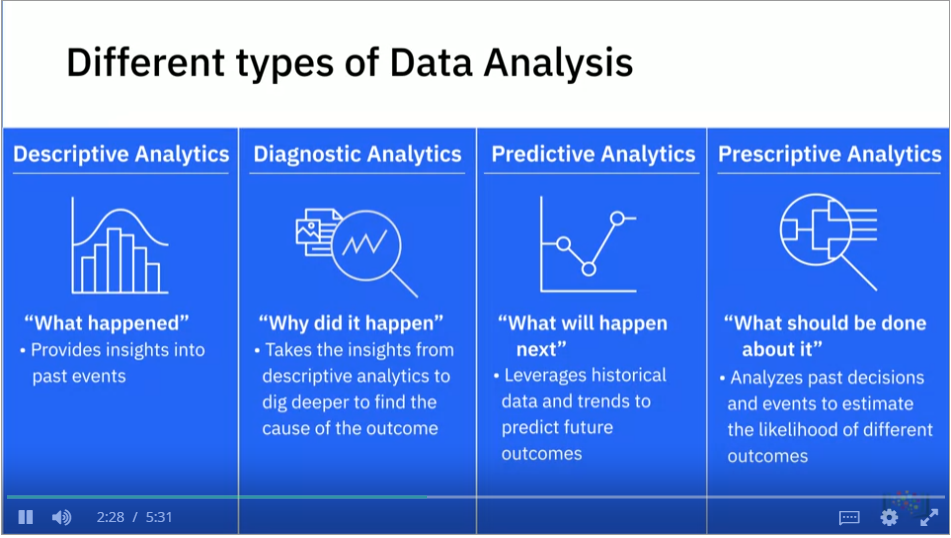 Different types of Data Analysis
Descriptive Analytics
“What happened”
• Provides insights into
past events
Diagnostic Analytics
“Why did it happen”
• Takes the insights from
descriptive analytics to
dig deeper to find the
cause of the outcome
Predictive Analytics
“What will happen
next”
• Leverages historical
data and trends to
predict future
outcomes
Prescriptive Analytics
“What should be done
about it”
• Analyzes past decisions
and events to estimate
the likelihood of different
outcomes
2:28 / 5:31